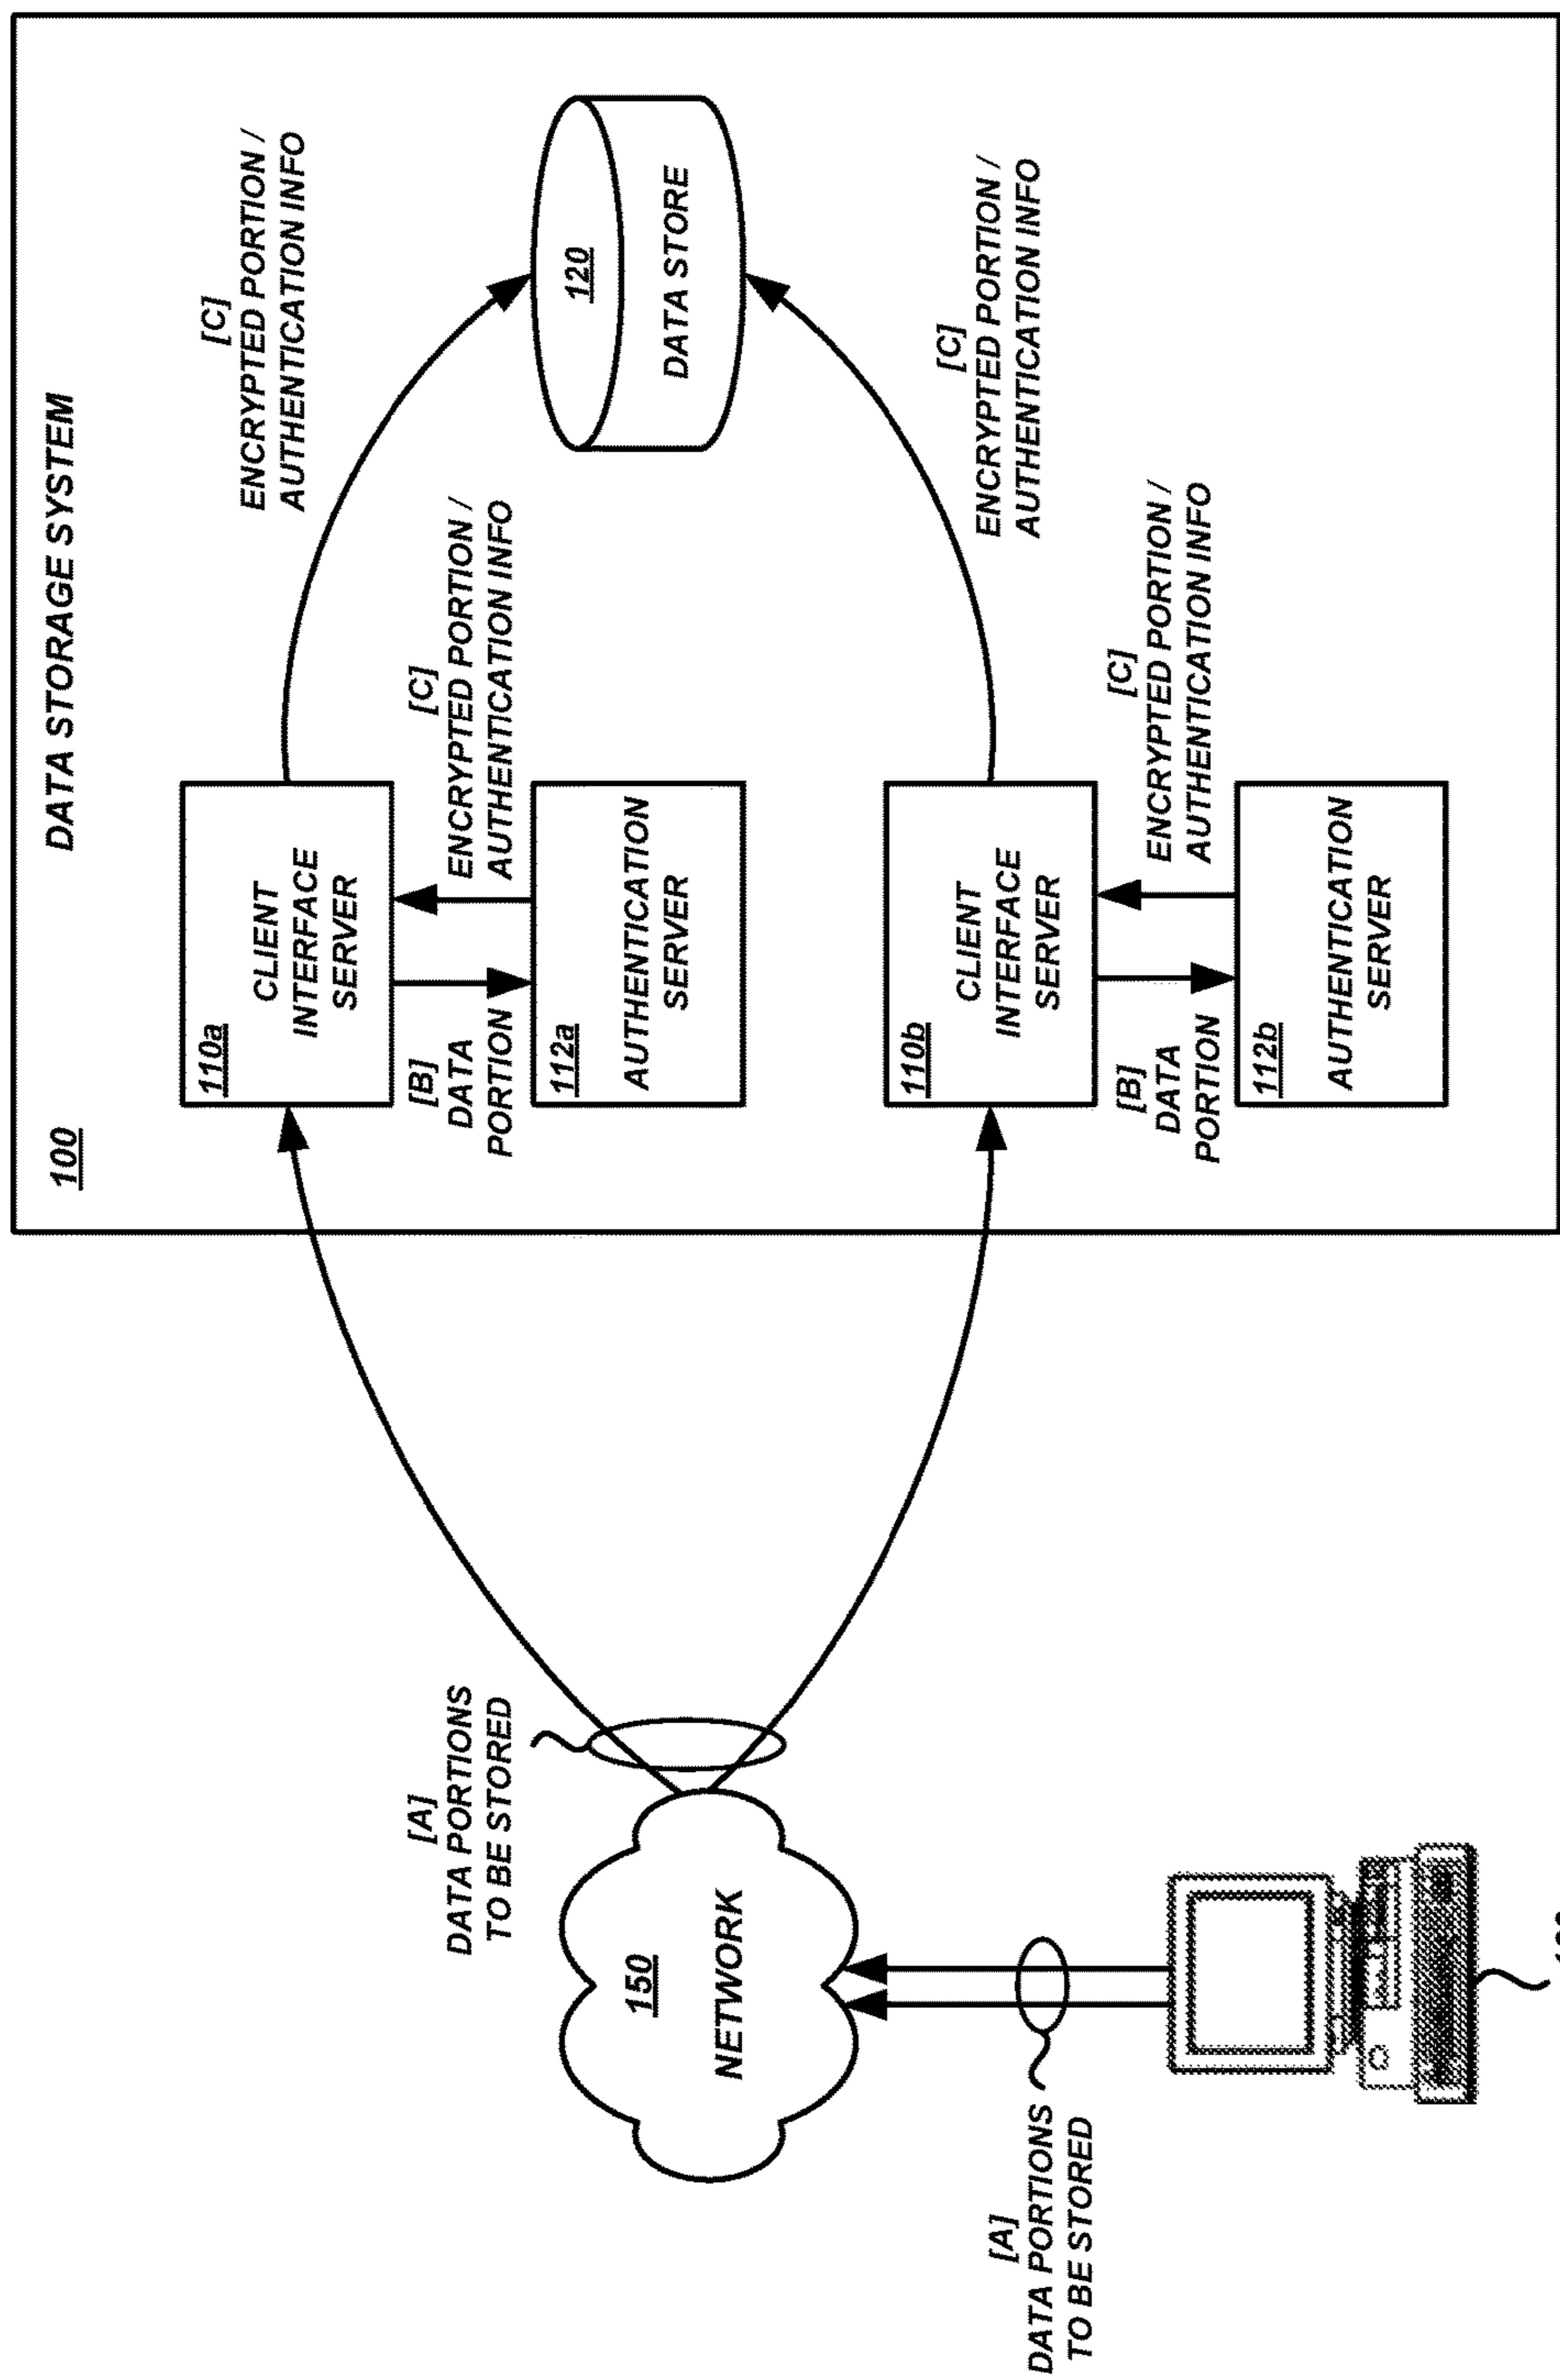 DATA STORAGE SYSTEM
100
[C]
ENCRYPTED PORTION /
AUTHENTICATION INFO
110a
CLIENT
INTERFACE
SERVER
[B]
DATA
PORTION
[C]
ENCRYPTED PORTION /
AUTHENTICATION INFO
112a
AUTHENTICATION
SERVER
120
DATA STORE
[C]
ENCRYPTED PORTION /
AUTHENTICATION INFO
110b
CLIENT
INTERFACE
SERVER
[B]
DATA
PORTION
[C]
ENCRYPTED PORTION /
AUTHENTICATION INFO
112b
AUTHENTICATION
SERVER
[A]
DATA PORTIONS
TO BE STORED
150
NETWORK
[A]
DATA PORTIONS
TO BE STORED